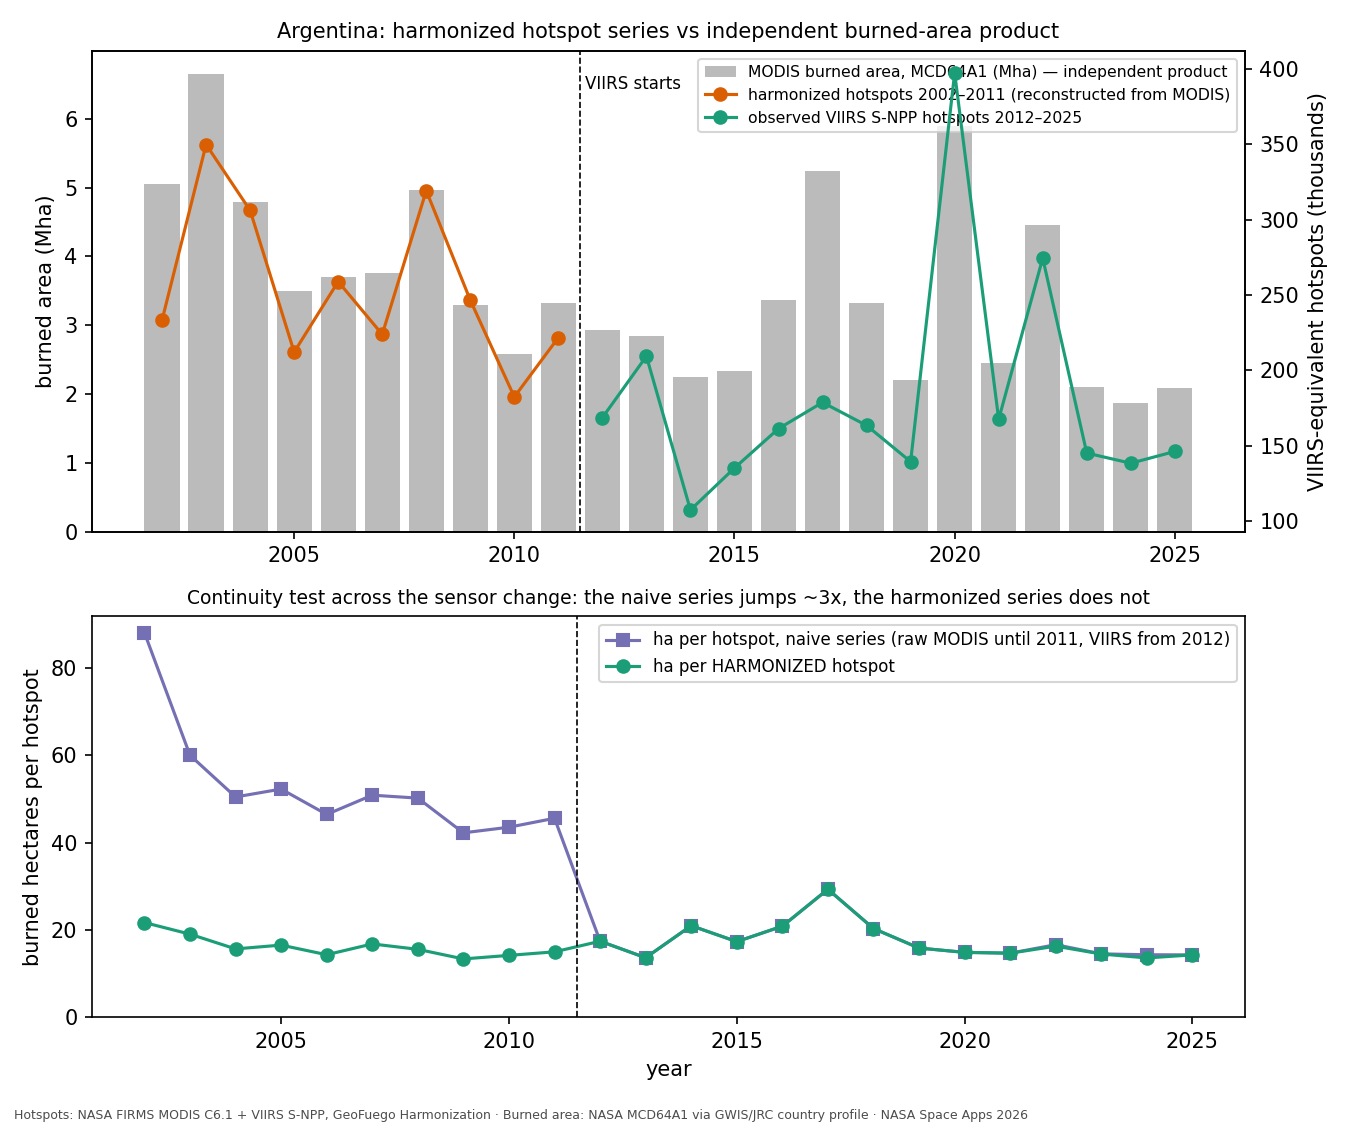 Argentina: harmonized hotspot series vs independent burned-area product
VIIRS starts
MODIS burned area, MCD64A1 (Mha) — independent product
harmonized hotspots 2002–2011 (reconstructed from MODIS)
observed VIIRS S-NPP hotspots 2012–2025
burned area (Mha)
6
5
4
3
2
1
0
400
350
300
250
200
150
100
VIIRS-equivalent hotspots (thousands)
2005
2010
2015
2020
2025
Continuity test across the sensor change: the naive series jumps ~3x, the harmonized series does not
ha per hotspot, naive series (raw MODIS until 2011, VIIRS from 2012)
ha per HARMONIZED hotspot
burned hectares per hotspot
80
60
40
20
0
2005
2010
2015
2020
2025
year
Hotspots: NASA FIRMS MODIS C6.1 + VIIRS S-NPP, GeoFuego Harmonization · Burned area: NASA MCD64A1 via GWIS/JRC country profile · NASA Space Apps 2026